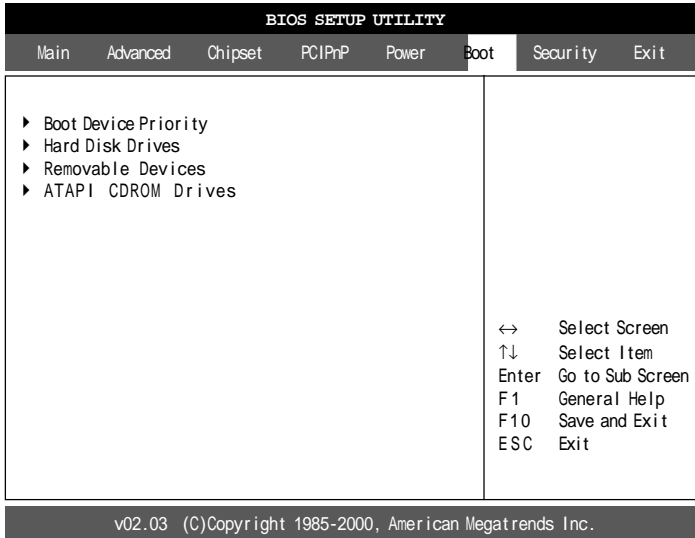 BIOS SETUP UTILITY
Main Advanced Chipset PCIPnP Power Boot Security Exit
Boot Device Priority
Hard Disk Drives
Removable Devices
ATAPI CDROM Drives
↔ Select Screen
↑↓ Select Item
Enter Go to Sub Screen
F1 General Help
F10 Save and Exit
ESC Exit
v02.03 (C)Copyright 1985-2000, American Megatrends Inc.